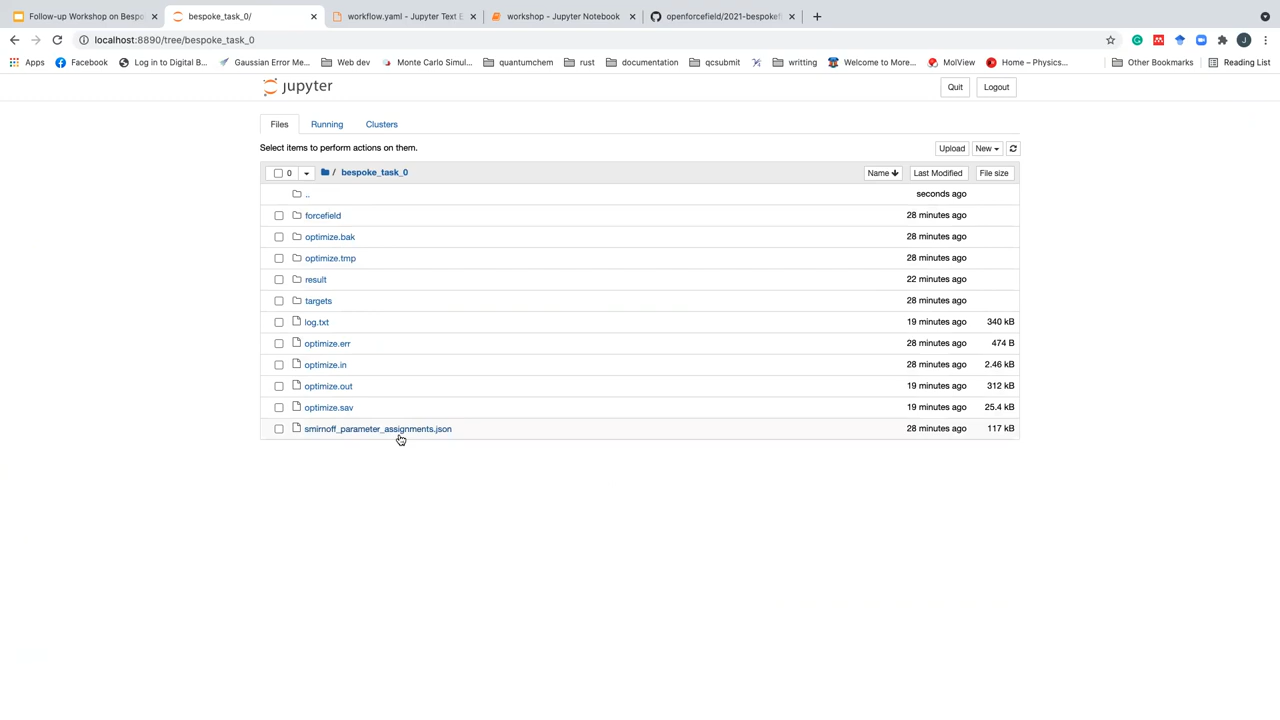 Follow-up Workshop on Bespo
bespoke_task_0/
workflow.yaml - Jupyter Text E
workshop - Jupyter Notebook
openforcefield/2021-bespokefi
localhost:8890/tree/bespoke_task_0
Apps
Facebook
Log in to Digital B...
Gaussian Error Me...
Web dev
Monte Carlo Simul...
quantumchem
rust
documentation
qcsubmit
writting
Welcome to More...
MolView
Home – Physics...
Other Bookmarks
Reading List
jupyter
Quit
Logout
Files
Running
Clusters
Select items to perform actions on them.
Upload
New
0
/ bespoke_task_0
Name
Last Modified
File size
..
seconds ago
forcefield
28 minutes ago
optimize.bak
28 minutes ago
optimize.tmp
28 minutes ago
result
22 minutes ago
targets
28 minutes ago
log.txt
19 minutes ago
340 kB
optimize.err
28 minutes ago
474 B
optimize.in
28 minutes ago
2.46 kB
optimize.out
19 minutes ago
312 kB
optimize.sav
19 minutes ago
25.4 kB
smirnoff_parameter_assignments.json
28 minutes ago
117 kB